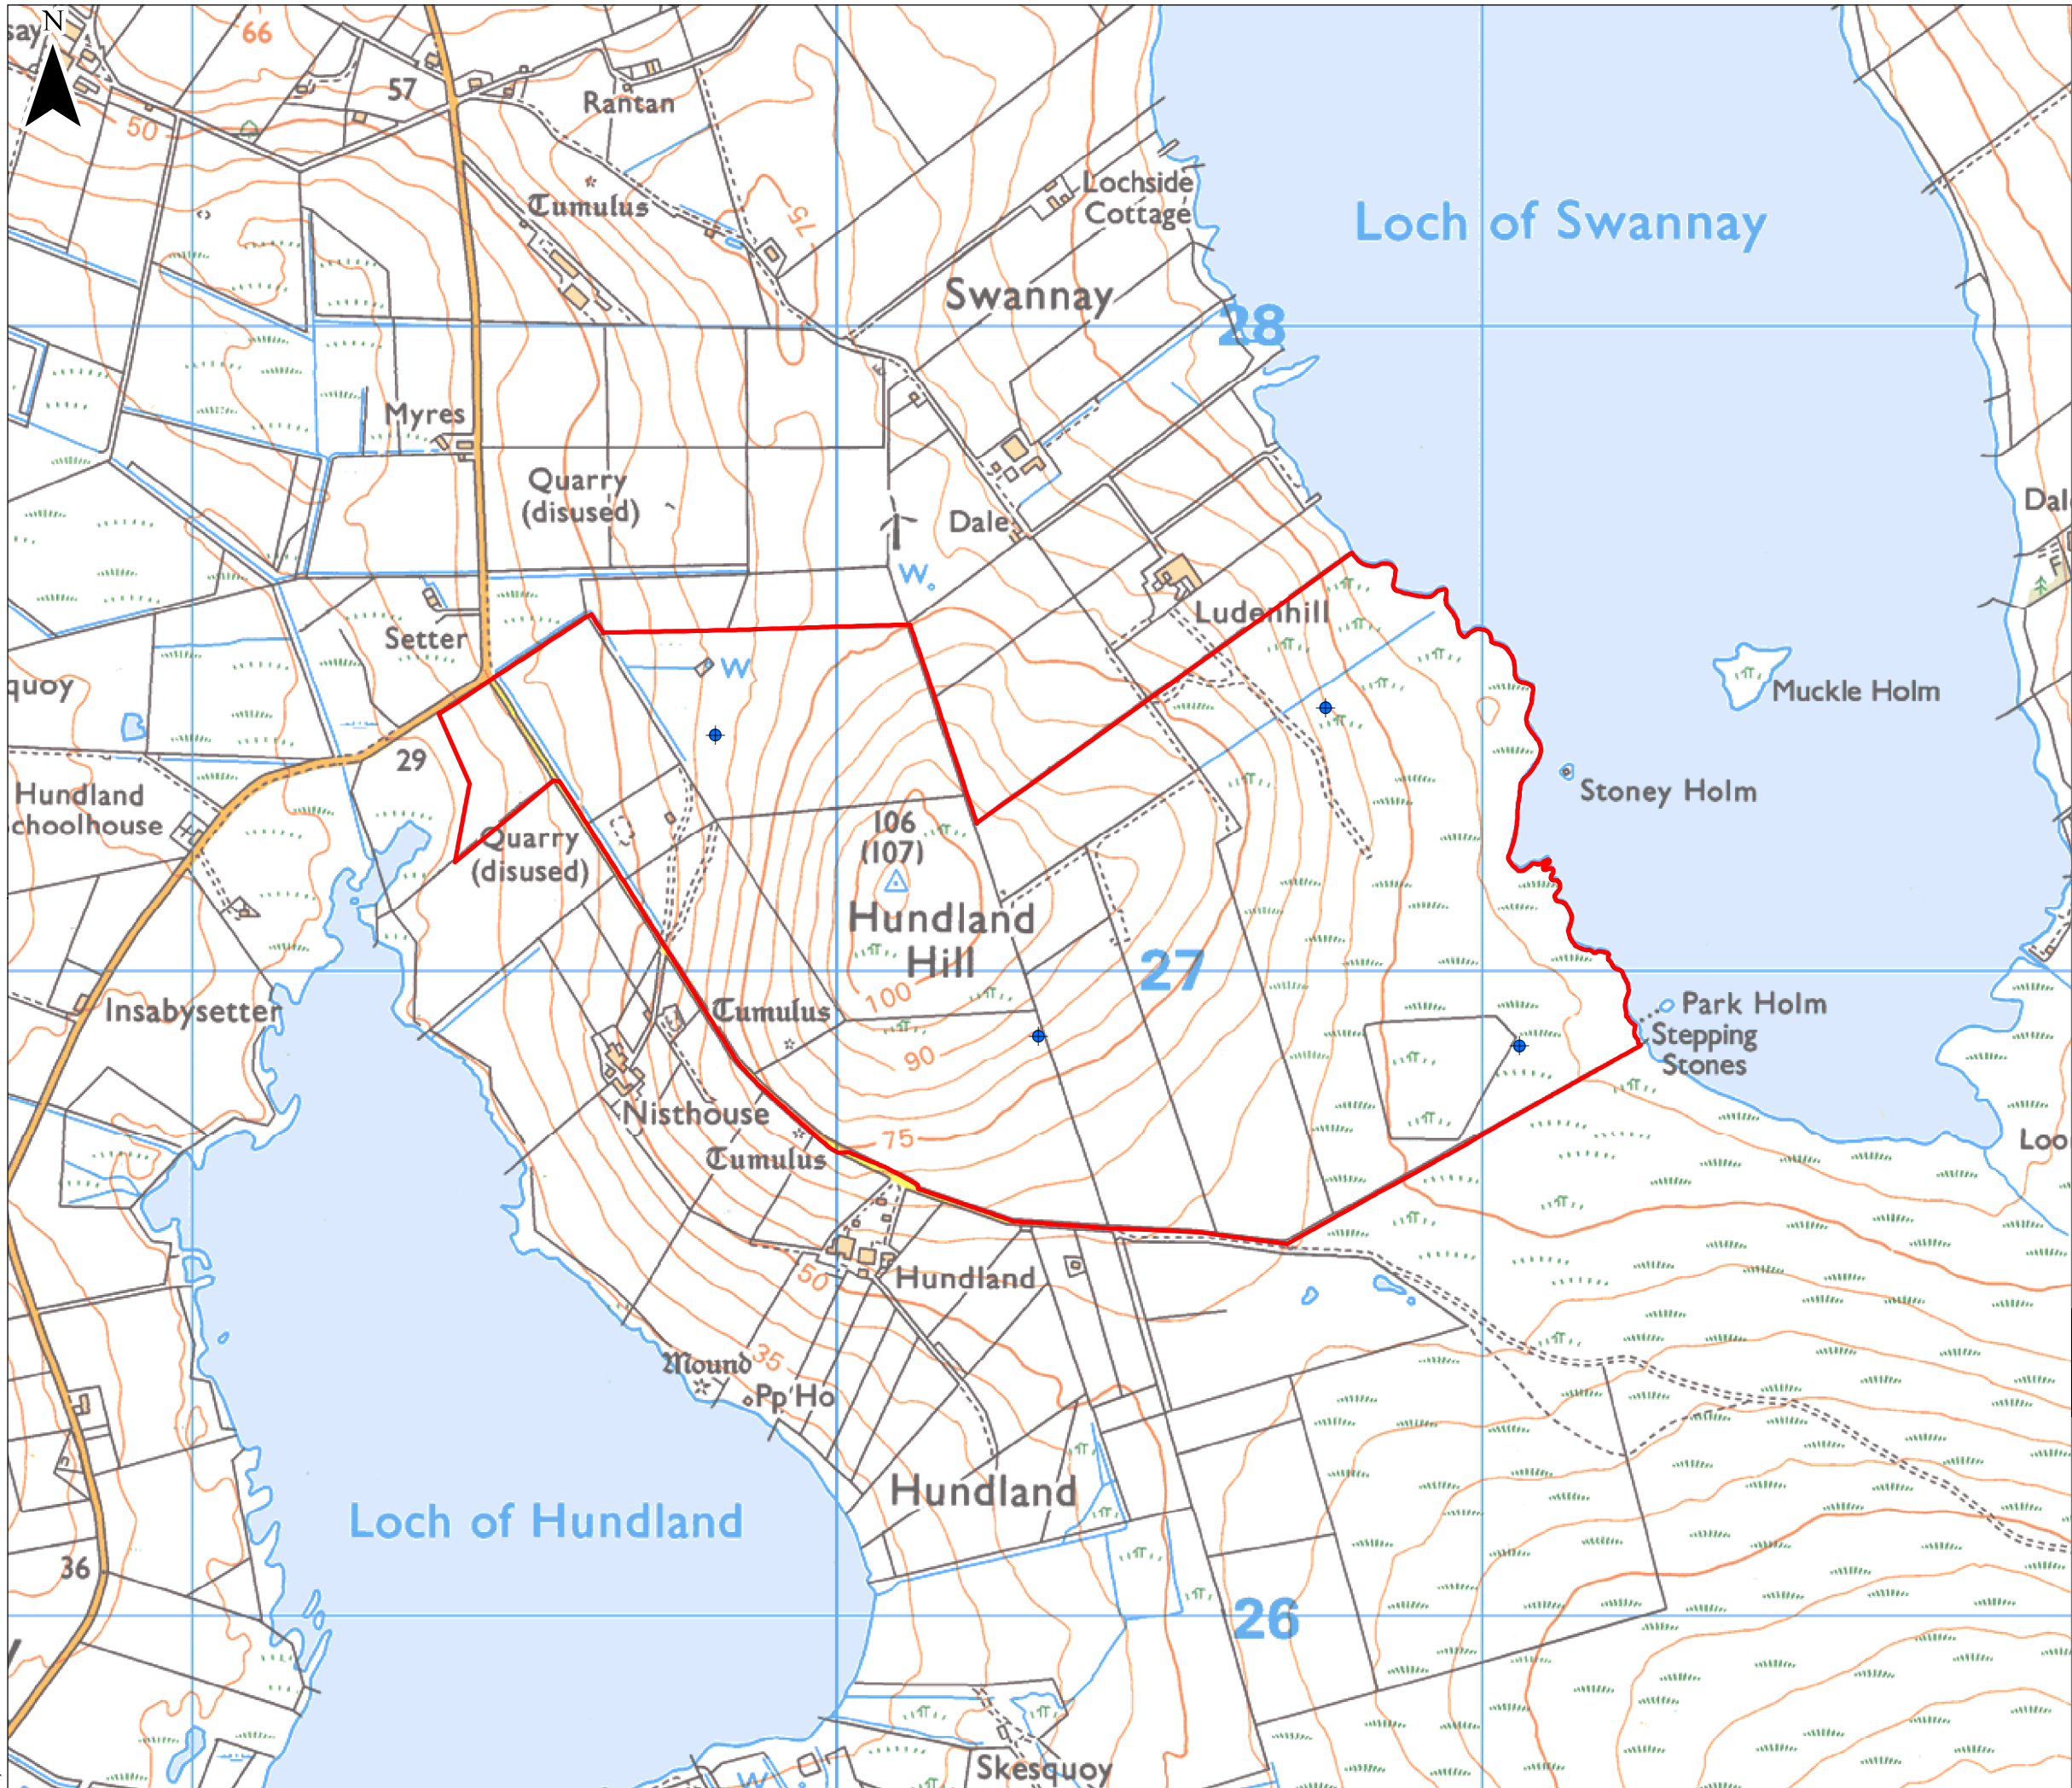 N
66
57
50
Rantan
Tumulus
75
Lochside
Cottage
Loch of Swannay
Swannay
28
Myres
Quarry
(disused)
Dale
W
Ludenhill
Setter
W
quoy
Muckle Holm
29
Stoney Holm
Hundland
choolhouse
Quarry
(disused)
106
(107)
Hundland
Hill
27
100
Insabysetter
Tumulus
Park Holm
Stepping
Stones
90
Nisthouse
75
Tumulus
Loo
Hundland
50
Mound
35
Pp Ho
Hundland
Loch of Hundland
36
26
Skesquoy
W